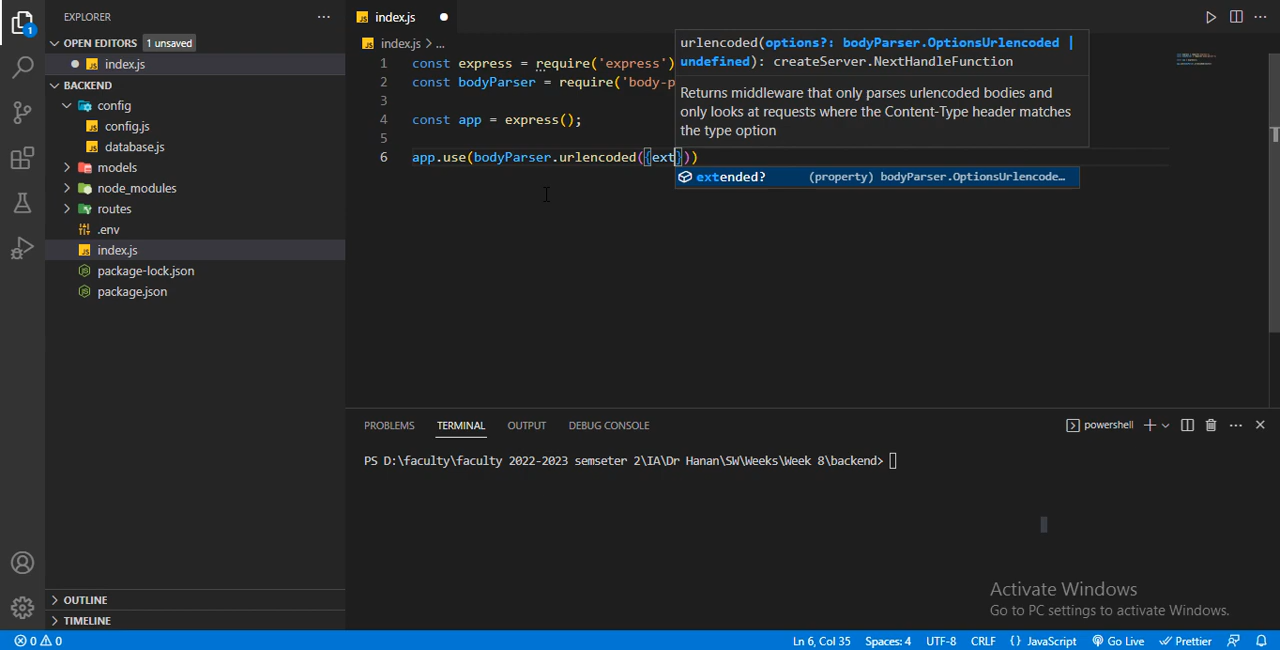 1
EXPLORER
OPEN EDITORS 1 unsaved
index.js
BACKEND
config
config.js
database.js
models
node_modules
routes
.env
index.js
package-lock.json
package.json
OUTLINE
TIMELINE
index.js
index.js > ...
1 const express = require('express')
2 const bodyParser = require('body-p
3
4 const app = express();
5
6 app.use(bodyParser.urlencoded({ext}))
urlencoded(options?: bodyParser.OptionsUrlencoded |
undefined): createServer.NextHandleFunction
Returns middleware that only parses urlencoded bodies and
only looks at requests where the Content-Type header matches
the type option
extended? (property) bodyParser.OptionsUrlencode…
PROBLEMS TERMINAL OUTPUT DEBUG CONSOLE
powershell
PS D:\faculty\faculty 2022-2023 semseter 2\IA\Dr Hanan\SW\Weeks\Week 8\backend>
Activate Windows
Go to PC settings to activate Windows.
0 0 Ln 6, Col 35 Spaces: 4 UTF-8 CRLF {} JavaScript Go Live Prettier